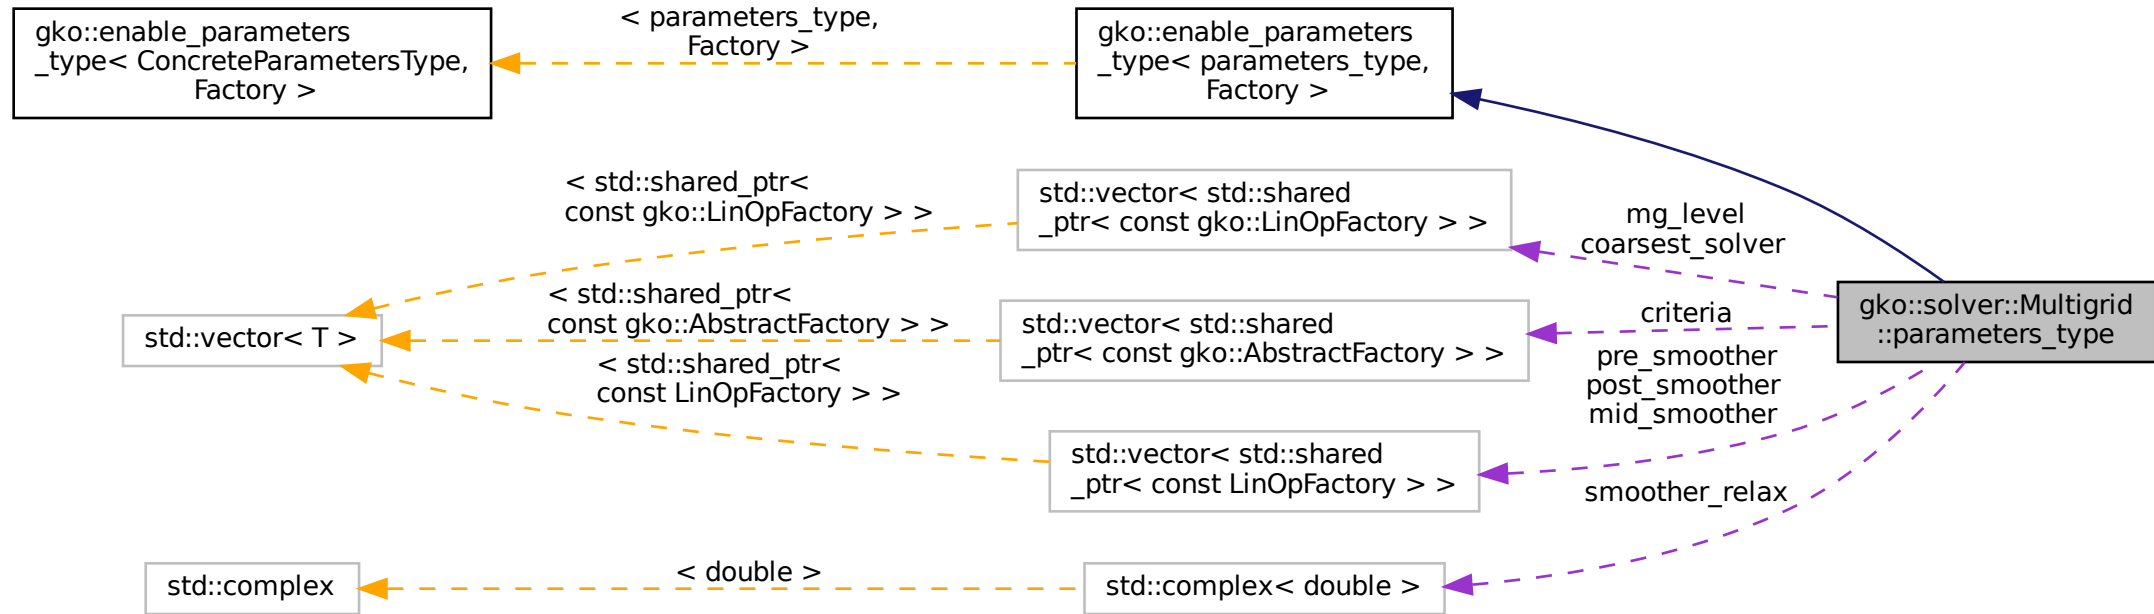 gko::enable_parameters
_type< ConcreteParametersType,
Factory >
< parameters_type,
Factory >
gko::enable_parameters
_type< parameters_type,
Factory >
< std::shared_ptr<
const gko::LinOpFactory > >
std::vector< std::shared
_ptr< const gko::LinOpFactory > >
mg_level
coarsest_solver
std::vector< T >
< std::shared_ptr<
const gko::AbstractFactory > >
std::vector< std::shared
_ptr< const gko::AbstractFactory > >
criteria
gko::solver::Multigrid
::parameters_type
< std::shared_ptr<
const LinOpFactory > >
std::vector< std::shared
_ptr< const LinOpFactory > >
pre_smoother
post_smoother
mid_smoother
smoother_relax
std::complex
< double >
std::complex< double >